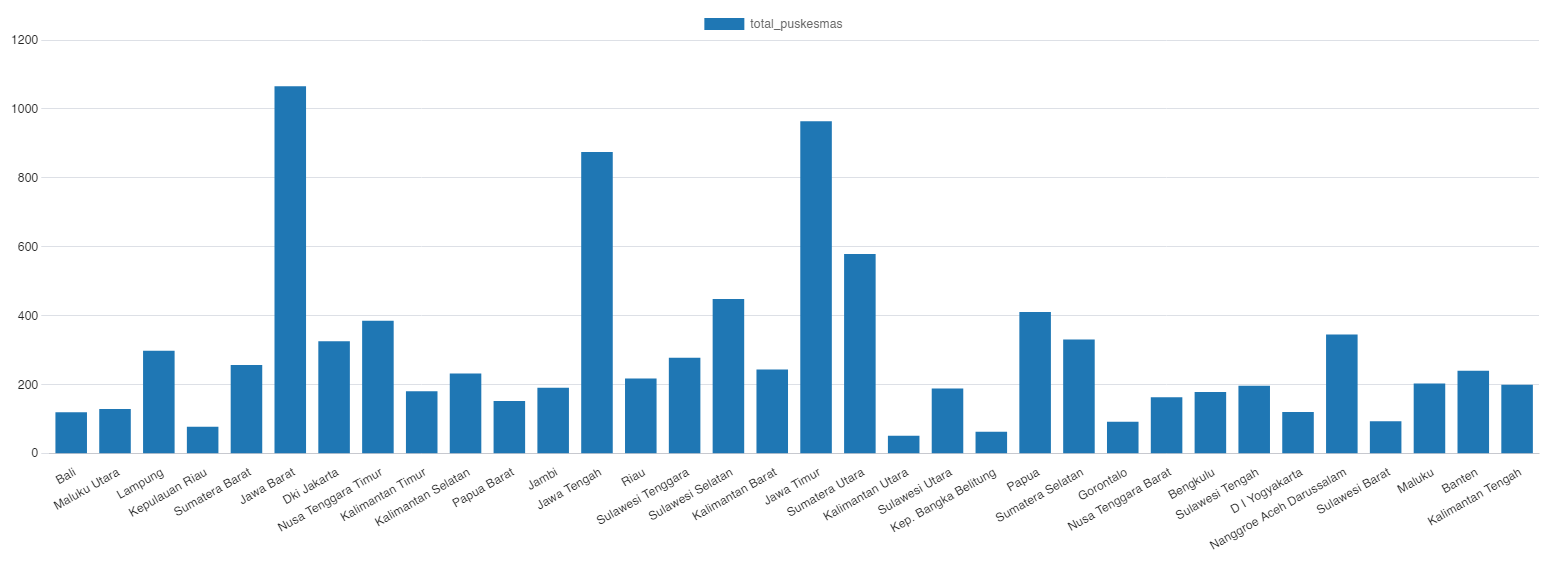 total_puskesmas
1200
1000
800
600
400
200
0
Bali
Maluku Utara
Lampung
Kepulauan Riau
Sumatera Barat
Jawa Barat
Dki Jakarta
Nusa Tenggara Timur
Kalimantan Timur
Kalimantan Selatan
Papua Barat
Jambi
Jawa Tengah
Riau
Sulawesi Tenggara
Sulawesi Selatan
Kalimantan Barat
Jawa Timur
Sumatera Utara
Kalimantan Utara
Sulawesi Utara
Kep. Bangka Belitung
Papua
Sumatera Selatan
Gorontalo
Nusa Tenggara Barat
Bengkulu
Sulawesi Tengah
D I Yogyakarta
Nanggroe Aceh Darussalam
Sulawesi Barat
Maluku
Banten
Kalimantan Tengah